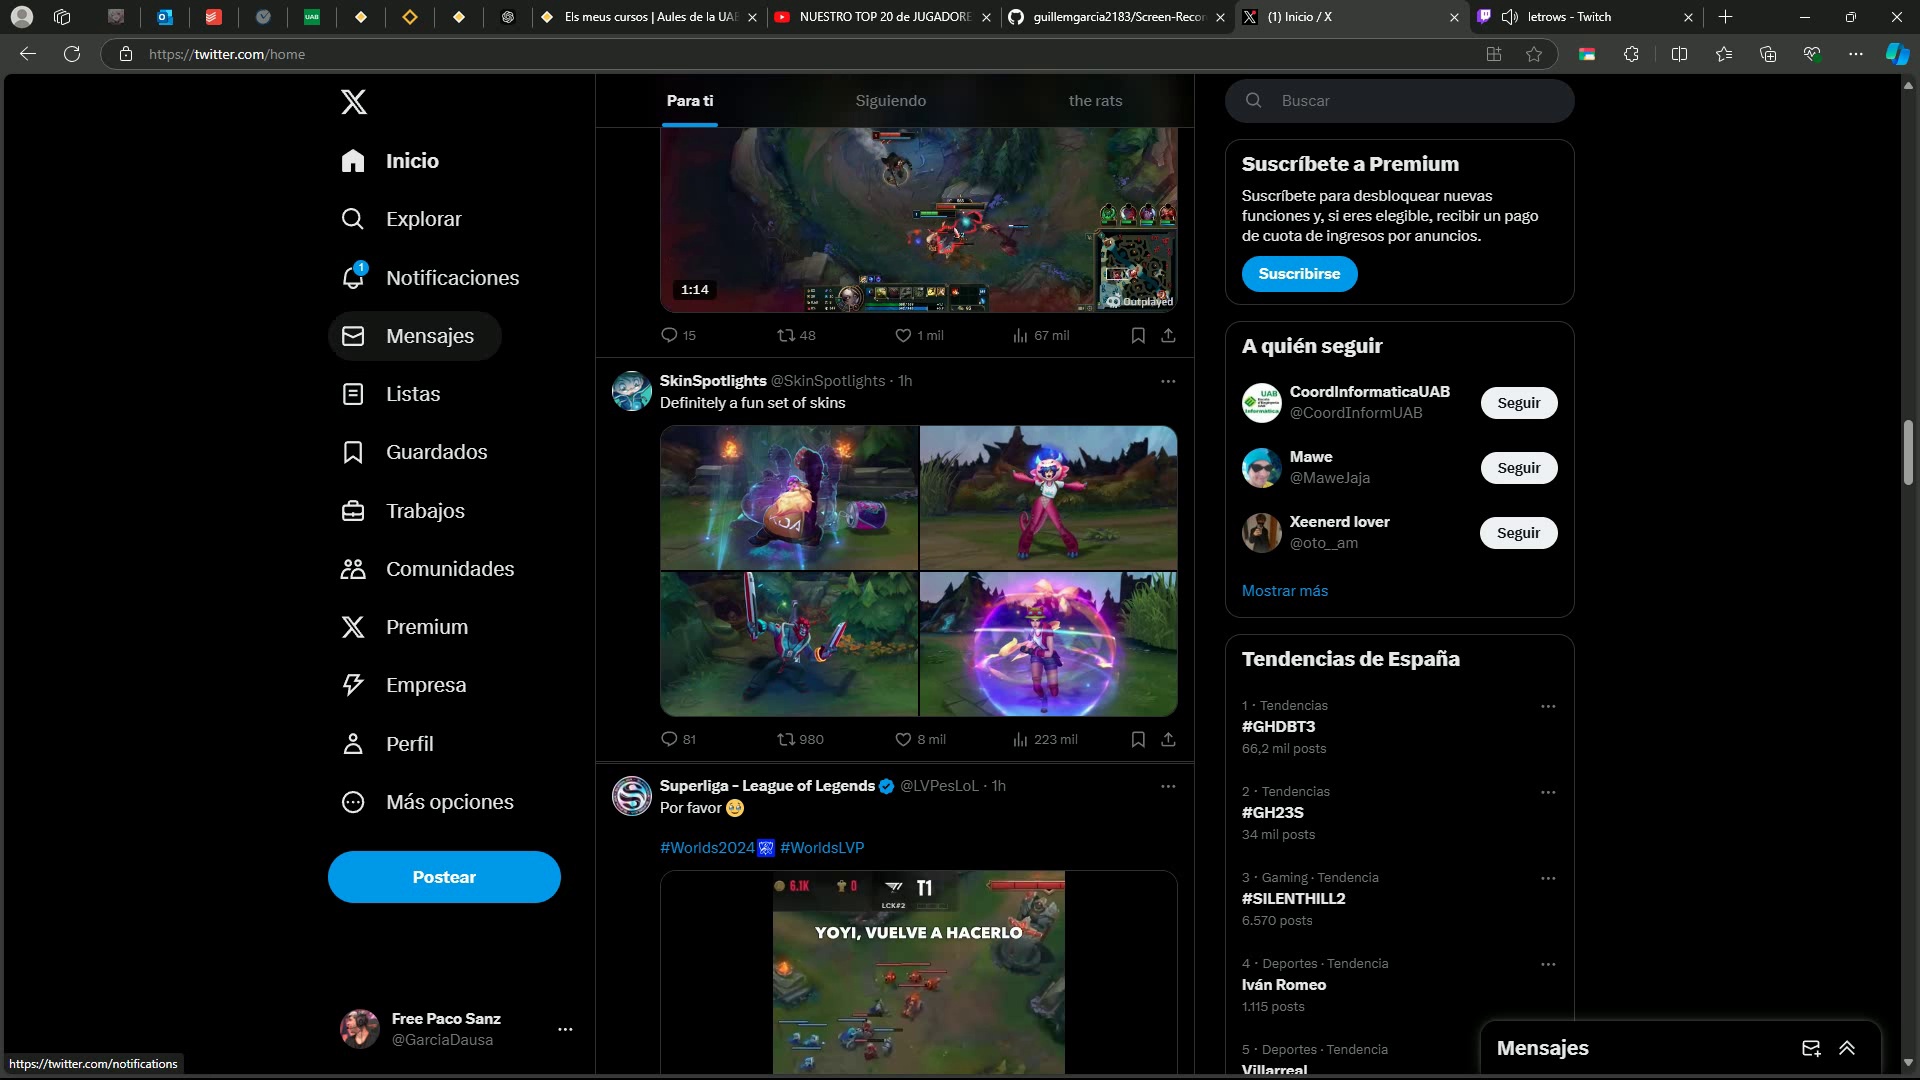 Els meus cursos | Aules de la UAB
NUESTRO TOP 20 de JUGADORE
guillemgarcia2183/Screen-Recor
(1) Inicio / X
letrows - Twitch
https://twitter.com/home
Inicio
Explorar
1
Notificaciones
Mensajes
Listas
Guardados
Trabajos
Comunidades
Premium
Empresa
Perfil
Más opciones
Postear
Free Paco Sanz
@GarciaDausa
https://twitter.com/notifications
Para ti
Siguiendo
the rats
1:14
Outplayed
15
48
1 mil
67 mil
SkinSpotlights @SkinSpotlights · 1h
Definitely a fun set of skins
81
980
8 mil
223 mil
Superliga - League of Legends @LVPesLoL · 1h
Por favor 🥹
#Worlds2024 #WorldsLVP
6.1K
0
T1
LCK#2
YOYI, VUELVE A HACERLO
Buscar
Suscríbete a Premium
Suscríbete para desbloquear nuevas
funciones y, si eres elegible, recibir un pago
de cuota de ingresos por anuncios.
Suscribirse
A quién seguir
CoordInformaticaUAB
@CoordInformUAB
Seguir
Mawe
@MaweJaja
Seguir
Xeenerd lover
@oto__am
Seguir
Mostrar más
Tendencias de España
1 · Tendencias
#GHDBT3
66,2 mil posts
2 · Tendencias
#GH23S
34 mil posts
3 · Gaming · Tendencia
#SILENTHILL2
6.570 posts
4 · Deportes · Tendencia
Iván Romeo
1.115 posts
5 · Deportes · Tendencia
Villarreal
Mensajes